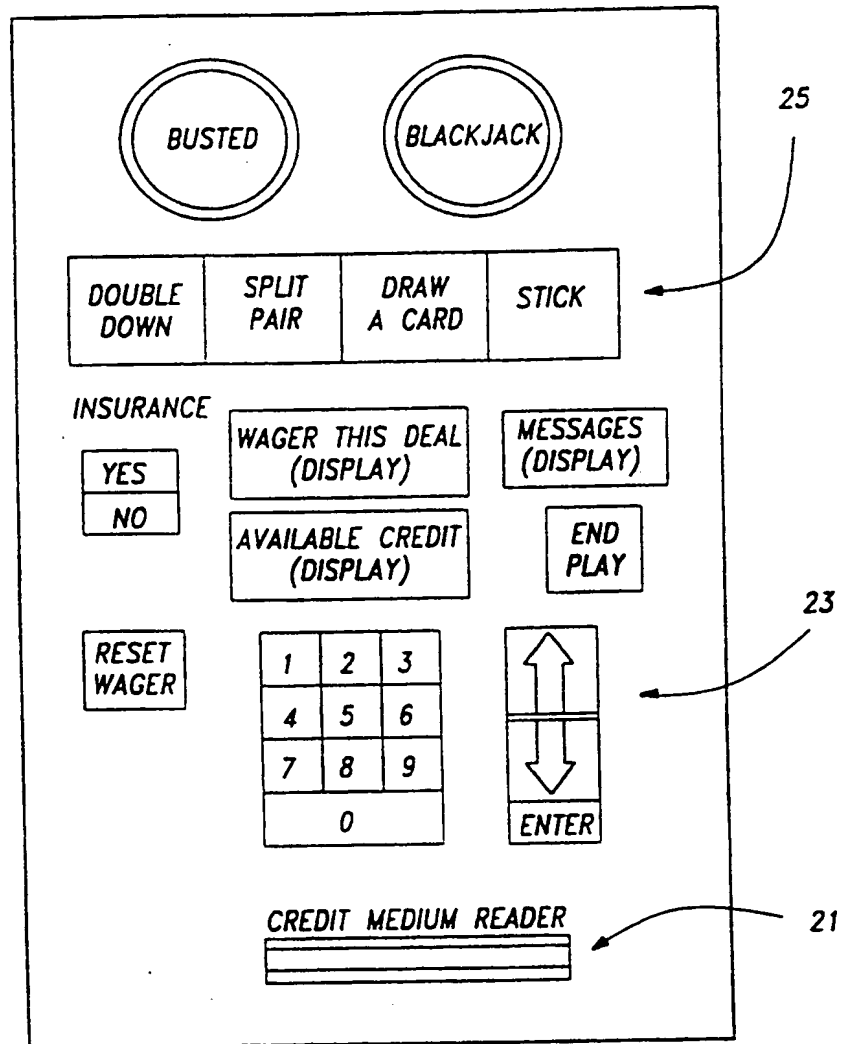 25
BUSTED
BLACKJACK
DOUBLE
DOWN
SPLIT
PAIR
DRAW
A CARD
STICK
INSURANCE
YES
NO
WAGER THIS DEAL
(DISPLAY)
MESSAGES
(DISPLAY)
AVAILABLE CREDIT
(DISPLAY)
END
PLAY
23
RESET
WAGER
1 2 3
4 5 6
7 8 9
0
ENTER
CREDIT MEDIUM READER
21